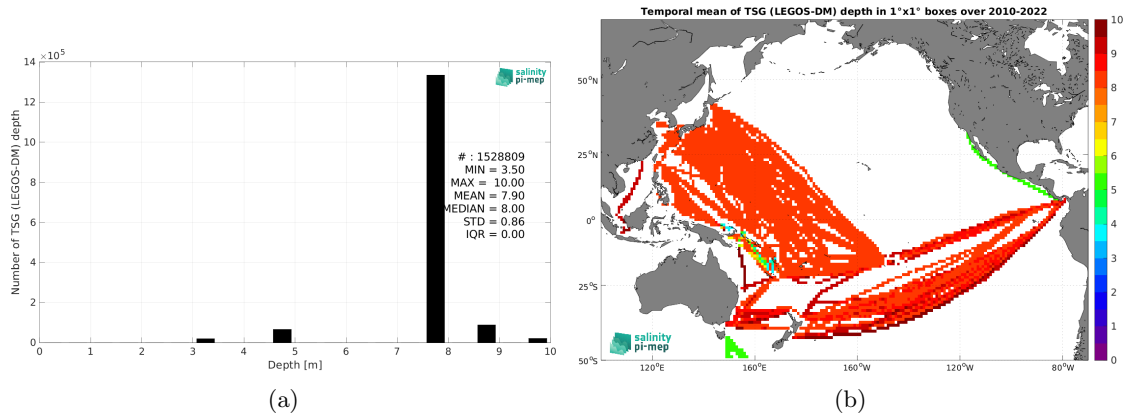 ×10⁵
14
12
10
8
6
4
2
0
Number of TSG (LEGOS-DM) depth
salinity
pi-mep
# : 1528809
MIN = 3.50
MAX = 10.00
MEAN = 7.90
MEDIAN = 8.00
STD = 0.86
IQR = 0.00
0 1 2 3 4 5 6 7 8 9 10
Depth [m]
(a)
Temporal mean of TSG (LEGOS-DM) depth in 1°x1° boxes over 2010-2022
50°N
25°N
0°
25°S
50°S
salinity
pi-mep
120°E 160°E 160°W 120°W 80°W
10
9
8
7
6
5
4
3
2
1
0
(b)